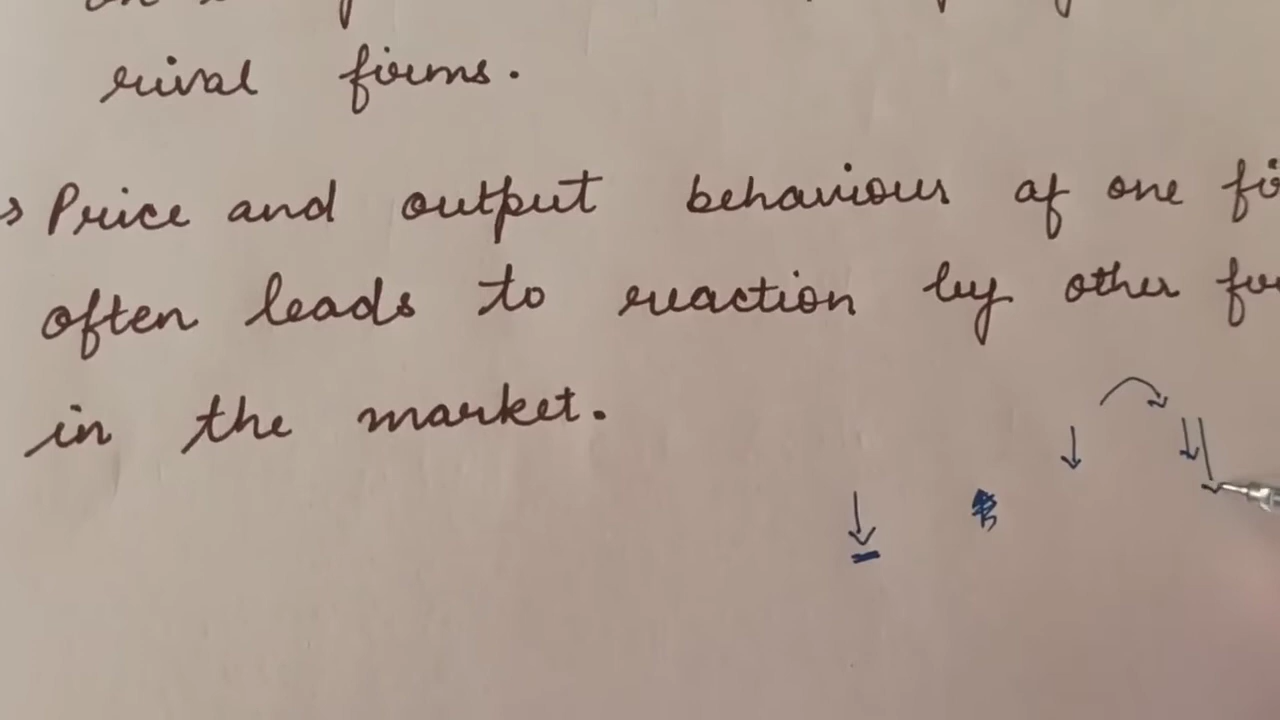 rival firms.
Price and output behaviour of one
often leads to reaction by other
in the market.